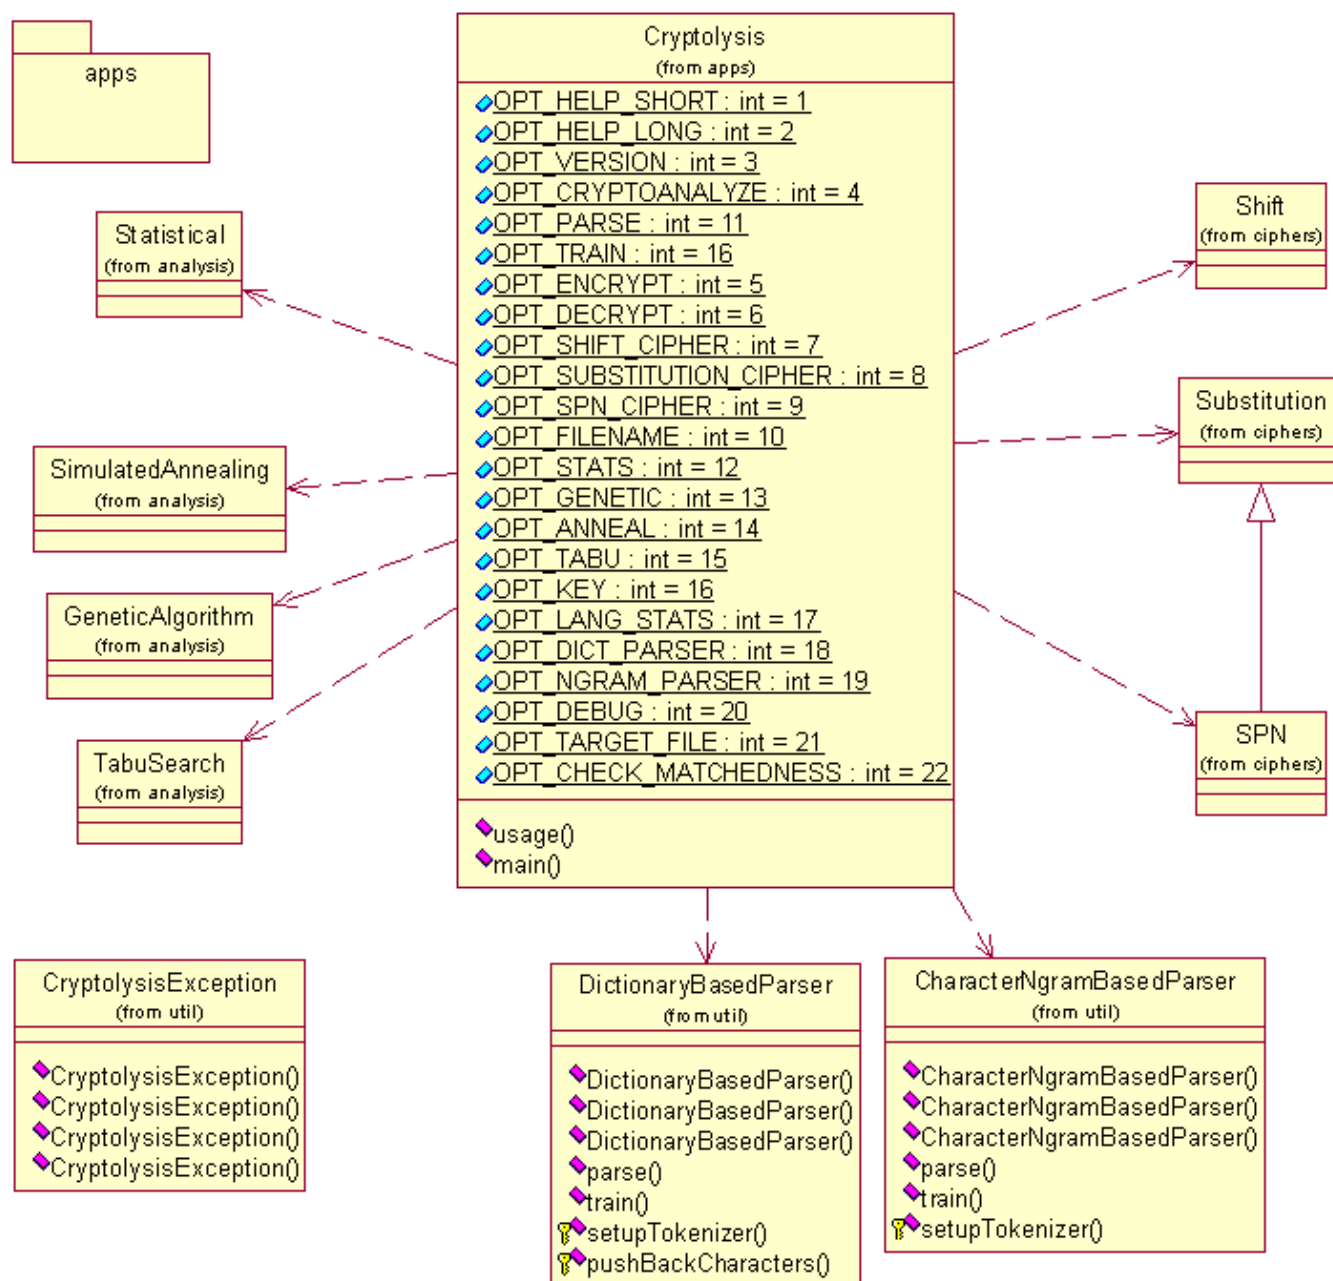 apps
Cryptolysis
(from apps)
OPT_HELP_SHORT : int = 1
OPT_HELP_LONG : int = 2
OPT_VERSION : int = 3
OPT_CRYPTOANALYZE : int = 4
OPT_PARSE : int = 11
OPT_TRAIN : int = 16
OPT_ENCRYPT : int = 5
OPT_DECRYPT : int = 6
OPT_SHIFT_CIPHER : int = 7
OPT_SUBSTITUTION_CIPHER : int = 8
OPT_SPN_CIPHER : int = 9
OPT_FILENAME : int = 10
OPT_STATS : int = 12
OPT_GENETIC : int = 13
OPT_ANNEAL : int = 14
OPT_TABU : int = 15
OPT_KEY : int = 16
OPT_LANG_STATS : int = 17
OPT_DICT_PARSER : int = 18
OPT_NGRAM_PARSER : int = 19
OPT_DEBUG : int = 20
OPT_TARGET_FILE : int = 21
OPT_CHECK_MATCHEDNESS : int = 22
usage()
main()
Statistical
(from analysis)
SimulatedAnnealing
(from analysis)
GeneticAlgorithm
(from analysis)
TabuSearch
(from analysis)
Shift
(from ciphers)
Substitution
(from ciphers)
SPN
(from ciphers)
CryptolysisException
(from util)
CryptolysisException()
CryptolysisException()
CryptolysisException()
CryptolysisException()
DictionaryBasedParser
(from util)
DictionaryBasedParser()
DictionaryBasedParser()
DictionaryBasedParser()
parse()
train()
setupTokenizer()
pushBackCharacters()
CharacterNgramBasedParser
(from util)
CharacterNgramBasedParser()
CharacterNgramBasedParser()
CharacterNgramBasedParser()
parse()
train()
setupTokenizer()